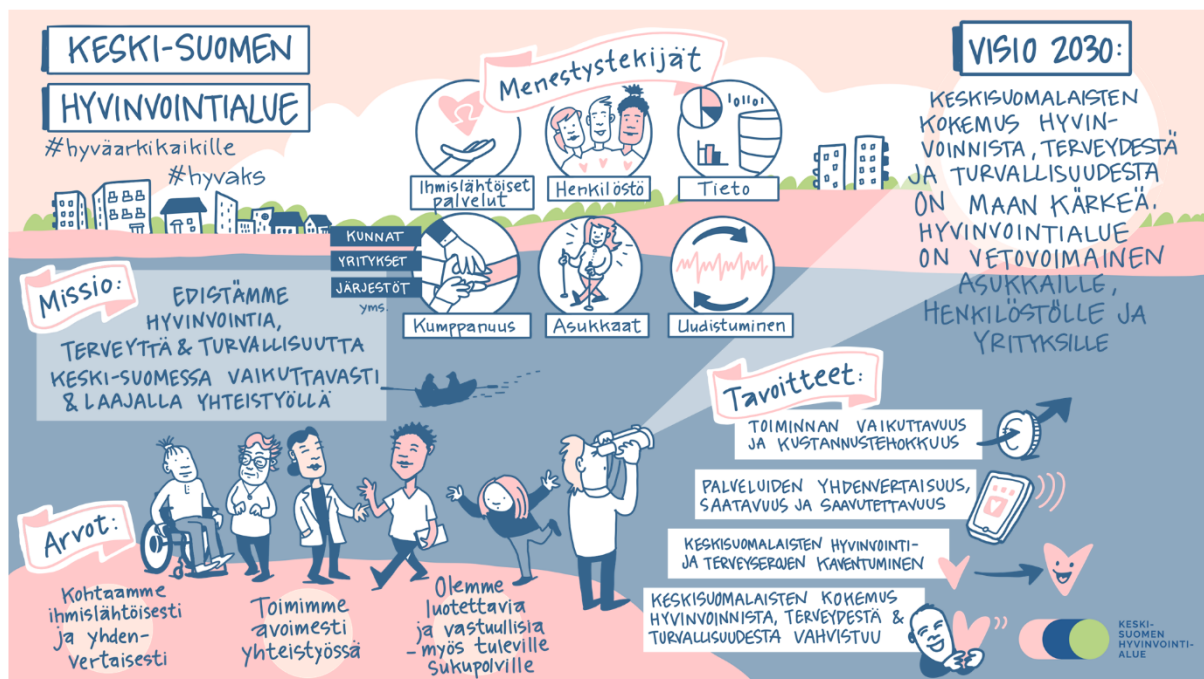 KESKI-SUOMEN
HYVINVOINTIALUE
#hyväarkikaikille
#hyvaks
Menestystekijät
Ihmislähtöiset
palvelut
Henkilöstö
101101
Tieto
KUNNAT
YRITYKSET
JÄRJESTÖT
yms.
Kumppanuus
Asukkaat
Uudistuminen
VISIO 2030:
KESKISUOMALAISTEN
KOKEMUS HYVIN-
VOINNISTA, TERVEYDESTÄ
JA TURVALLISUUDESTA
ON MAAN KÄRKEÄ.
HYVINVOINTIALUE
ON VETOVOIMAINEN
ASUKKAILLE,
HENKILÖSTÖLLE JA
YRITYKSILLE
Missio:
EDISTÄMME
HYVINVOINTIA,
TERVEYTTÄ & TURVALLISUUTTA
KESKI-SUOMESSA VAIKUTTAVASTI
& LAAJALLA YHTEISTYÖLLÄ
Tavoitteet:
TOIMINNAN VAIKUTTAVUUS
JA KUSTANNUSTEHOKKUUS
PALVELUIDEN YHDENVERTAISUUS,
SAATAVUUS JA SAAVUTETTAVUUS
KESKISUOMALAISTEN HYVINVOINTI-
JA TERVEYSEROJEN KAVENTUMINEN
KESKISUOMALAISTEN KOKEMUS
HYVINVOINNISTA, TERVEYDESTÄ &
TURVALLISUUDESTA VAHVISTUU
Arvot:
Kohtaamme
ihmislähtöisesti
ja yhden-
vertaisesti
Toimimme
avoimesti
yhteistyössä
Olemme
luotettavia
ja vastuullisia
– myös tuleville
sukupolville
KESKI-
SUOMEN
HYVINVOINTI-
ALUE